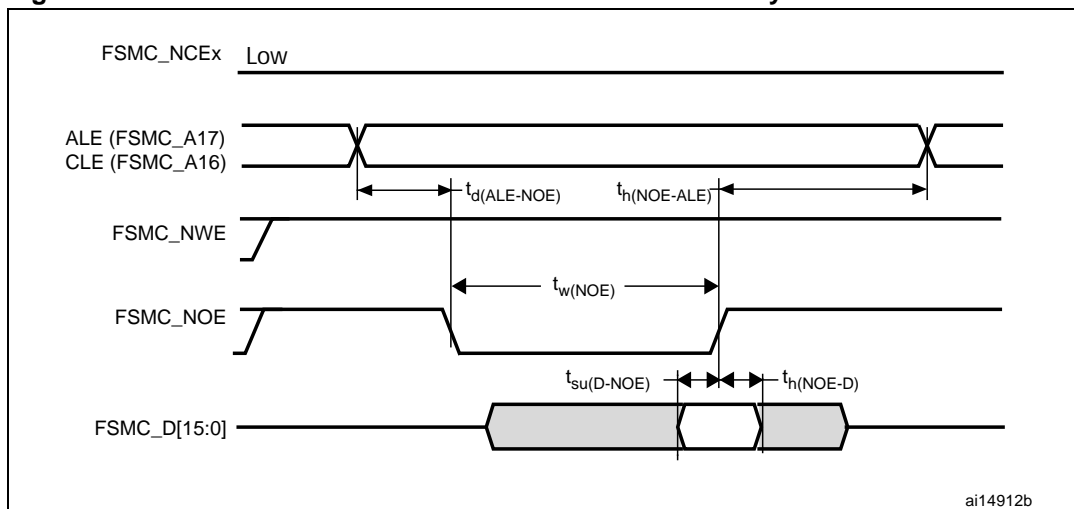 FSMC_NCEx Low
ALE (FSMC_A17)
CLE (FSMC_A16)
td(ALE-NOE) th(NOE-ALE)
FSMC_NWE
tw(NOE)
FSMC_NOE
tsu(D-NOE) th(NOE-D)
FSMC_D[15:0]
ai14912b